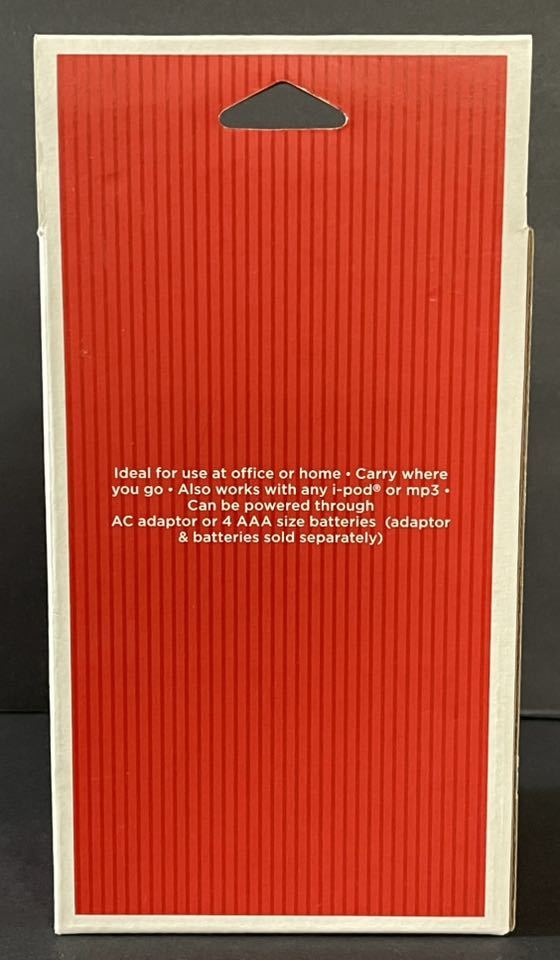 Ideal for use at office or home • Carry where
you go • Also works with any i-pod® or mp3 •
Can be powered through
AC adaptor or 4 AAA size batteries (adaptor
& batteries sold separately)